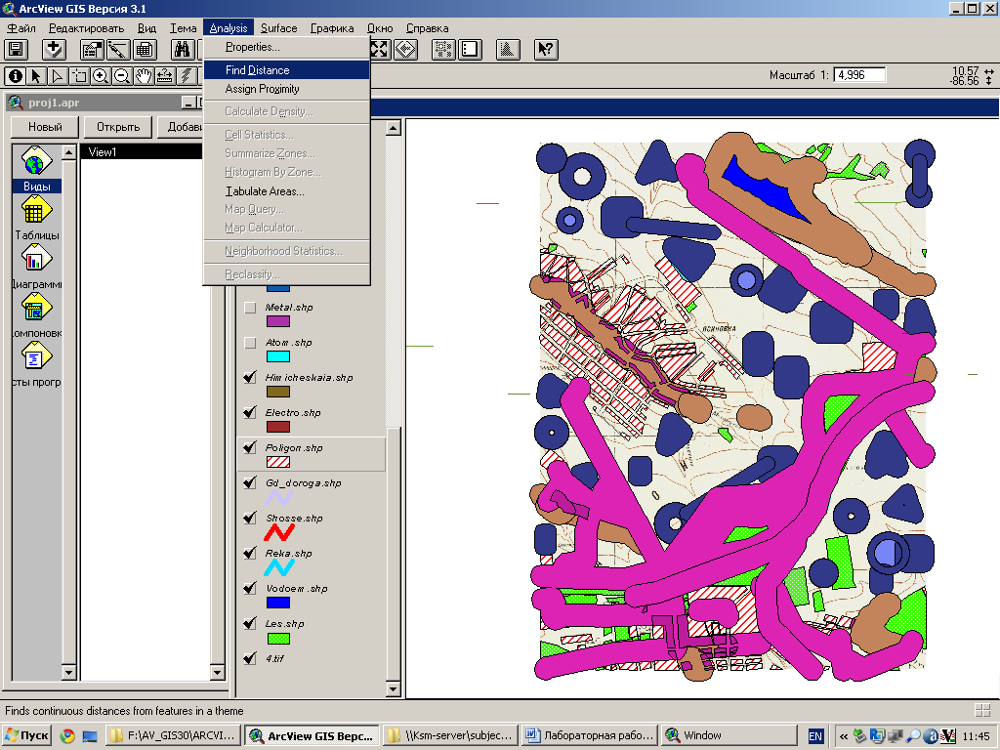 ArcView GIS Версия 3.1
Файл Редактировать Вид Тема Analysis Surface Графика Окно Справка
Масштаб 1: 4,996
10.57
-86.56
Properties...
Find Distance
Assign Proximity
Calculate Density...
Cell Statistics...
Summarize Zones...
Histogram By Zone...
Tabulate Areas...
Map Query...
Map Calculator...
Neighborhood Statistics...
Reclassify...
proj1.apr
Новый Открыть Добави
View1
Виды
Таблицы
Диаграммы
омпоновк
сты прогр
Metal.shp
Atom.shp
Himicheskaia.shp
Electro.shp
Poligon.shp
Gd_doroga.shp
Shosse.shp
Reka.shp
Vodoem.shp
Les.shp
4.tif
ЯСИНОВКА
Finds continuous distances from features in a theme
Пуск F:\AV_GIS30\ARCVI... ArcView GIS Верс... \\Ksm-server\subjec... Лабораторная рабо... Window EN « 11:45